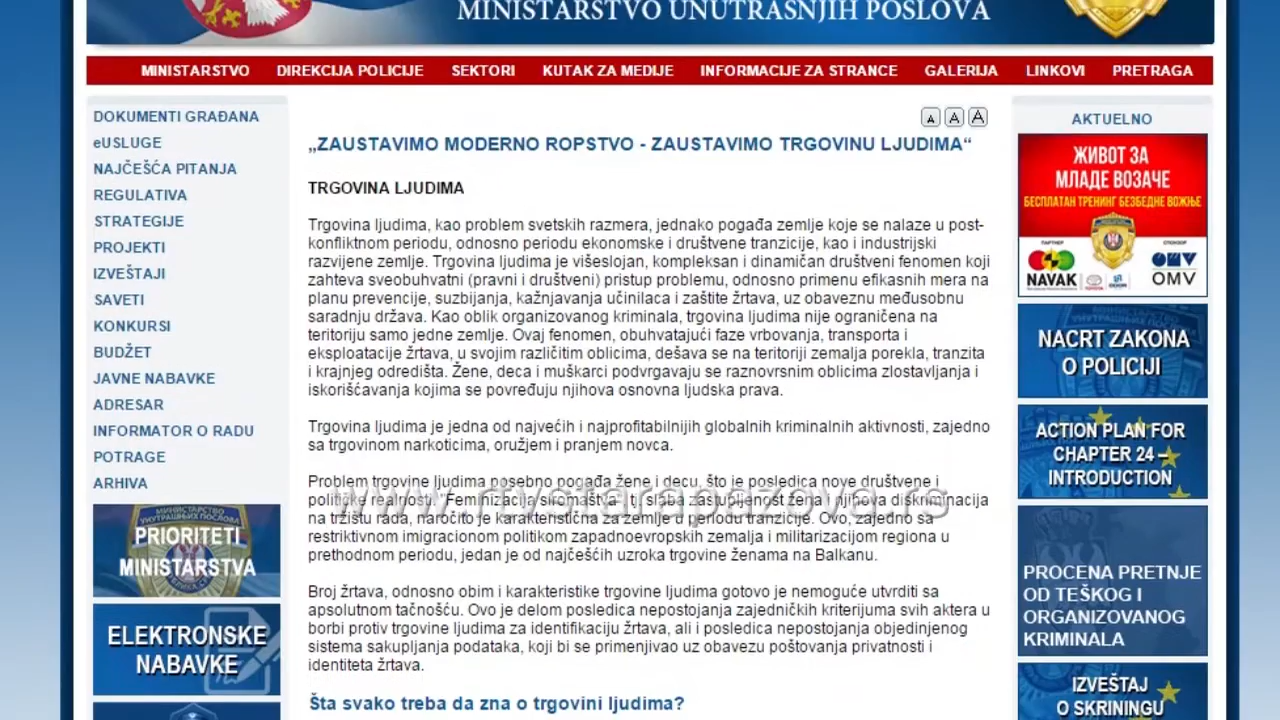 MINISTARSTVO UNUTRAŠNJIH POSLOVA
MINISTARSTVO DIREKCIJA POLICIJE SEKTORI KUTAK ZA MEDIJE INFORMACIJE ZA STRANCE GALERIJA LINKOVI PRETRAGA
DOKUMENTI GRAĐANA
eUSLUGE
NAJČEŠĆA PITANJA
REGULATIVA
STRATEGIJE
PROJEKTI
IZVEŠTAJI
SAVETI
KONKURSI
BUDŽET
JAVNE NABAVKE
ADRESAR
INFORMATOR O RADU
POTRAGE
ARHIVA
PRIORITETI
MINISTARSTVA
ELEKTRONSKE
NABAVKE
A A A
„ZAUSTAVIMO MODERNO ROPSTVO - ZAUSTAVIMO TRGOVINU LJUDIMA“
TRGOVINA LJUDIMA
Trgovina ljudima, kao problem svetskih razmera, jednako pogađa zemlje koje se nalaze u post-
konfliktnom periodu, odnosno periodu ekonomske i društvene tranzicije, kao i industrijski
razvijene zemlje. Trgovina ljudima je višeslojan, kompleksan i dinamičan društveni fenomen koji
zahteva sveobuhvatni (pravni i društveni) pristup problemu, odnosno primenu efikasnih mera na
planu prevencije, suzbijanja, kažnjavanja učinilaca i zaštite žrtava, uz obaveznu međusobnu
saradnju država. Kao oblik organizovanog kriminala, trgovina ljudima nije ograničena na
teritoriju samo jedne zemlje. Ovaj fenomen, obuhvatajući faze vrbovanja, transporta i
eksploatacije žrtava, u svojim različitim oblicima, dešava se na teritoriji zemalja porekla, tranzita
i krajnjeg odredišta. Žene, deca i muškarci podvrgavaju se raznovrsnim oblicima zlostavljanja i
iskorišćavanja kojima se povređuju njihova osnovna ljudska prava.
Trgovina ljudima je jedna od najvećih i najprofitabilnijih globalnih kriminalnih aktivnosti, zajedno
sa trgovinom narkoticima, oružjem i pranjem novca.
Problem trgovine ljudima posebno pogađa žene i decu, što je posledica nove društvene i
političke realnosti. Feminizacija siromaštva, tj. slaba zastupljenost žena i njihova diskriminacija
na tržištu rada, naročito je karakteristična za zemlje u periodu tranzicije. Ovo, zajedno sa
restriktivnom imigracionom politikom zapadnoevropskih zemalja i militarizacijom regiona u
prethodnom periodu, jedan je od najčešćih uzroka trgovine ženama na Balkanu.
www.rtvstarapazova.rs
Broj žrtava, odnosno obim i karakteristike trgovine ljudima gotovo je nemoguće utvrditi sa
apsolutnom tačnošću. Ovo je delom posledica nepostojanja zajedničkih kriterijuma svih aktera u
borbi protiv trgovine ljudima za identifikaciju žrtava, ali i posledica nepostojanja objedinjenog
sistema sakupljanja podataka, koji bi se primenjivao uz obavezu poštovanja privatnosti i
identiteta žrtava.
Šta svako treba da zna o trgovini ljudima?
AKTUELNO
ЖИВОТ ЗА
МЛАДЕ ВОЗАЧЕ
БЕСПЛАТАН ТРЕНИНГ БЕЗБЕДНЕ ВОЖЊЕ
ПАРТНЕР
СПОНЗОР
NAVAK
OMV
OMV
NACRT ZAKONA
O POLICIJI
ACTION PLAN FOR
CHAPTER 24 –
INTRODUCTION
PROCENA PRETNJE
OD TEŠKOG I
ORGANIZOVANOG
KRIMINALA
IZVEŠTAJ
O SKRININGU